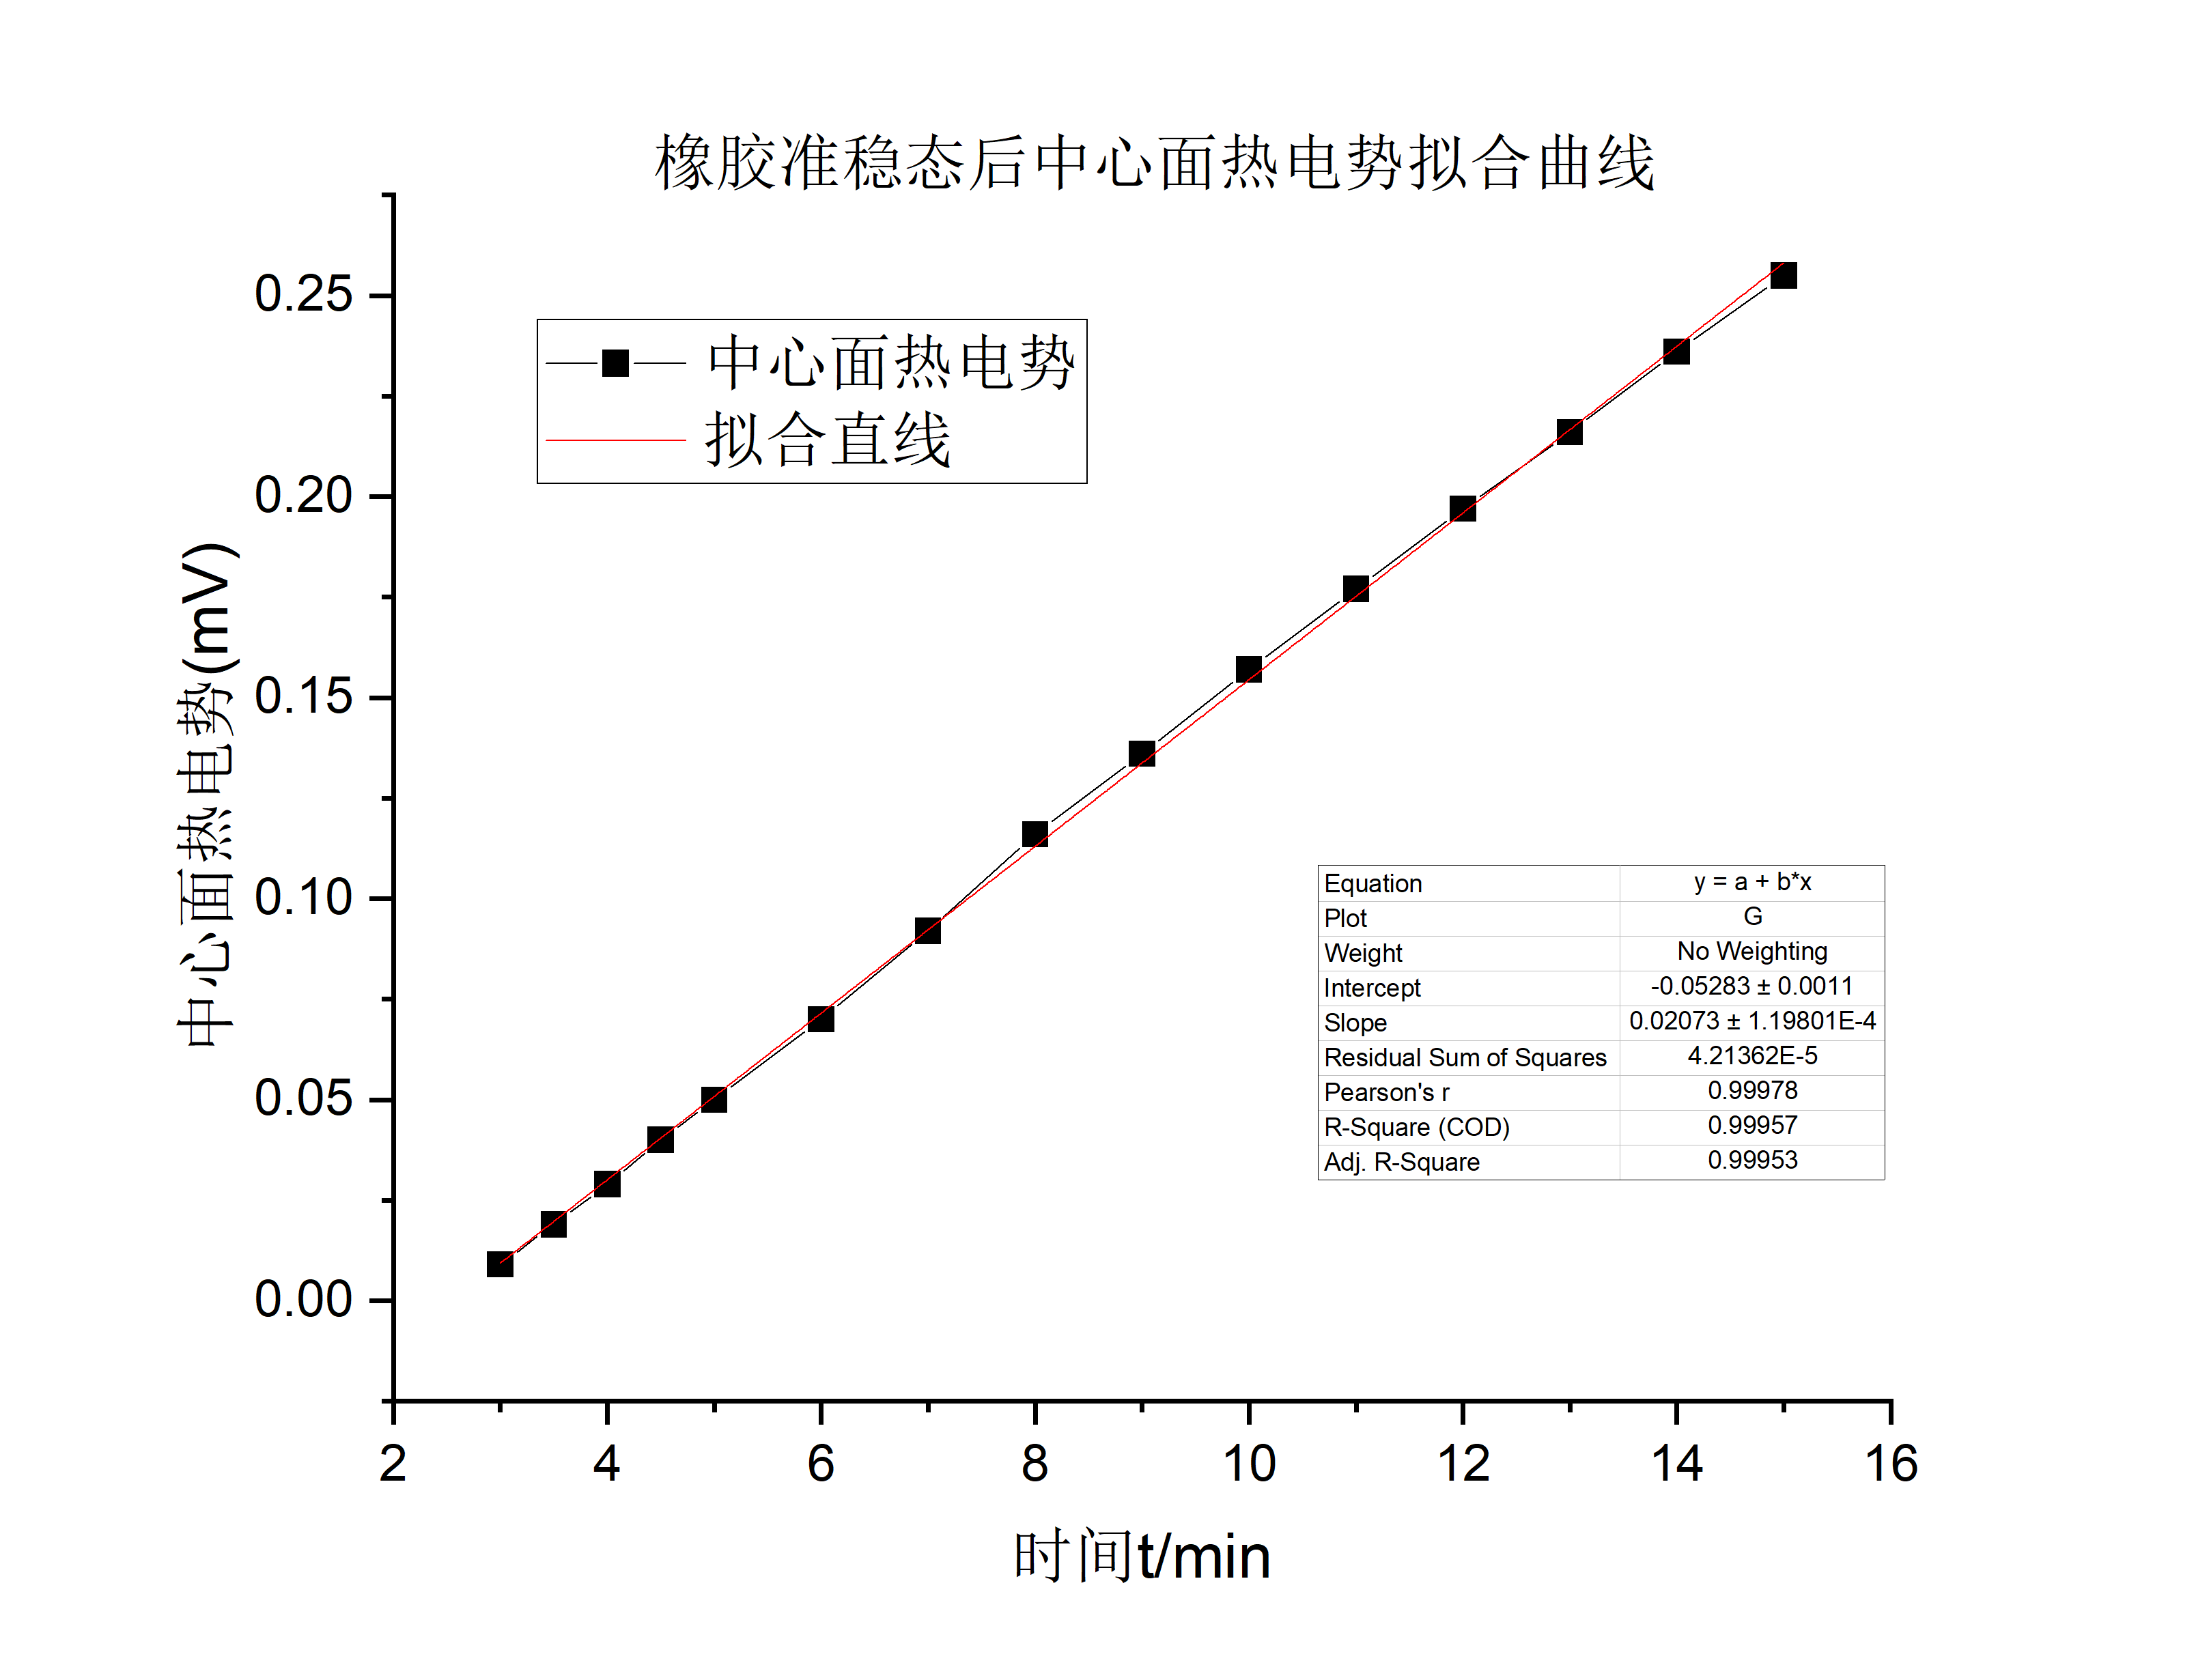 橡胶准稳态后中心面热电势拟合曲线
中心面热电势
拟合直线
中心面热电势(mV)
0.25
0.20
0.15
0.10
0.05
0.00
Equation y = a + b*x
Plot G
Weight No Weighting
Intercept -0.05283 ± 0.0011
Slope 0.02073 ± 1.19801E-4
Residual Sum of Squares 4.21362E-5
Pearson's r 0.99978
R-Square (COD) 0.99957
Adj. R-Square 0.99953
2 4 6 8 10 12 14 16
时间t/min